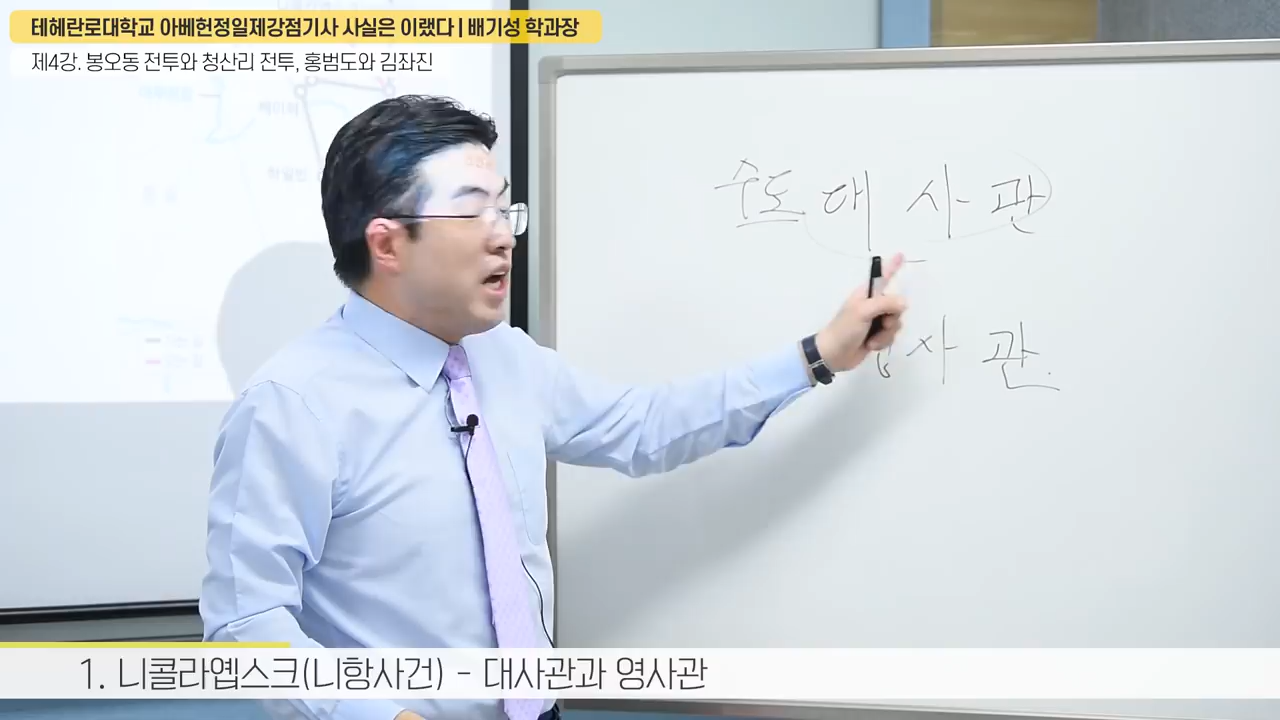 테헤란로대학교 아베헌정일제강점기사 사실은 이랬다 | 배기성 학과장
제4강. 봉오동 전투와 청산리 전투, 홍범도와 김좌진
수도 대사관
사관.
1. 니콜라옙스크(니항사건) - 대사관과 영사관